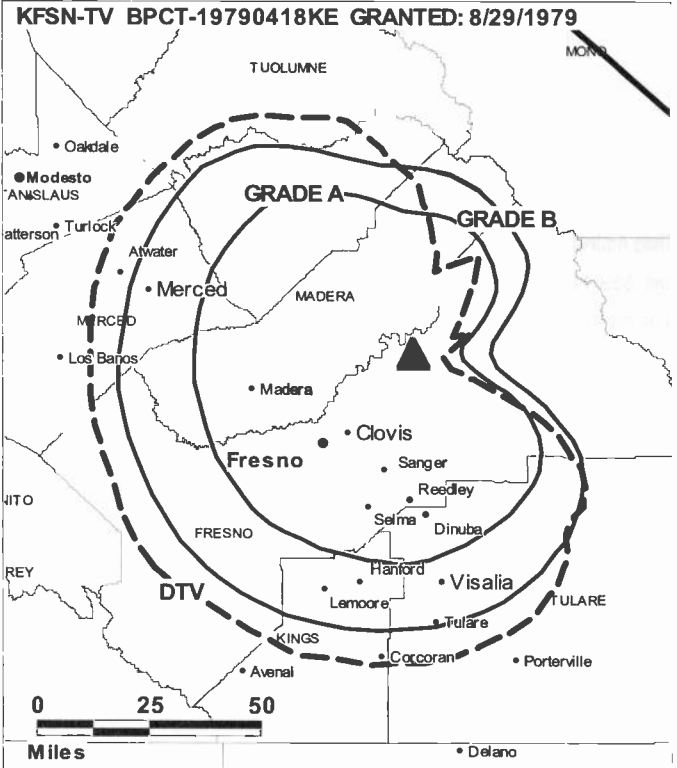 KFSN-TV BPCT-19790418KE GRANTED: 8/29/1979
MONO
TUOLUMNE
Oakdale
Modesto
ANISLAUS
GRADE A
GRADE B
atterson
Turlock
Atwater
Merced
MADERA
MERCED
Los Banos
Madera
Clovis
Fresno
Sanger
Reedley
Selma
Dinuba
NITO
FRESNO
REY
Hanford
Visalia
DTV
Lemoore
TULARE
Tulare
KINGS
Corcoran
Porterville
Avenal
0 25 50
Miles
Delano